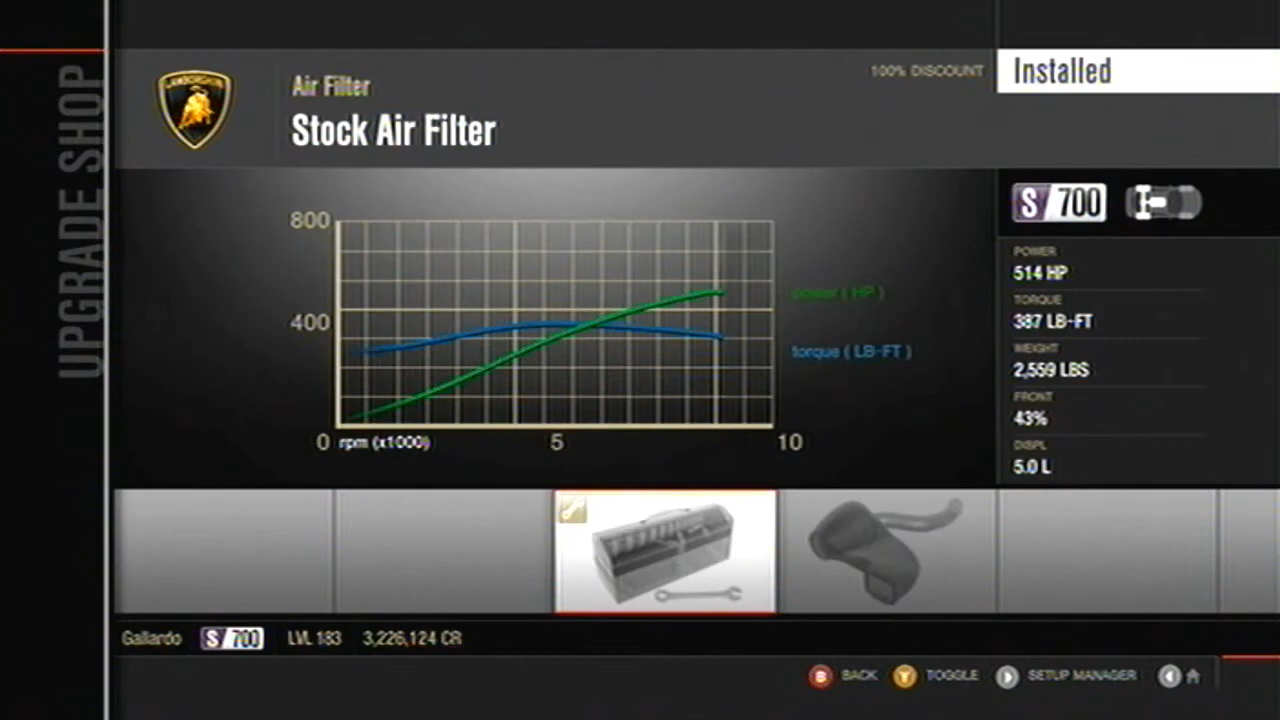 UPGRADE SHOP
LAMBORGHINI
Air Filter
Stock Air Filter
100% DISCOUNT
Installed
S 700
POWER
514 HP
TORQUE
387 LB-FT
WEIGHT
2,559 LBS
FRONT
43%
DISPL
5.0 L
800
400
power ( HP )
torque ( LB-FT )
0 rpm (x1000) 5 10
Gallardo S 700 LVL 183 3,226,124 CR
B BACK Y TOGGLE SETUP MANAGER